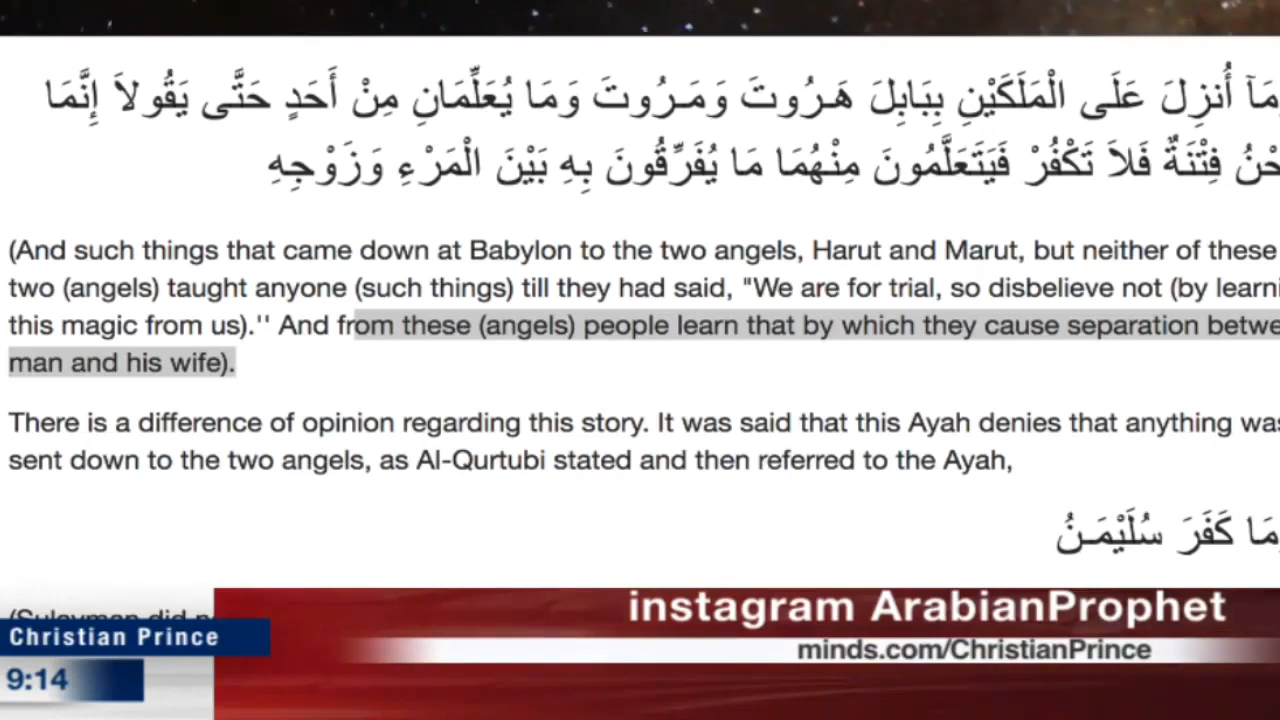 مَآ أُنزِلَ عَلَى الْمَلَكَيْنِ بِبَابِلَ هَـرُوتَ وَمَـرُوتَ وَمَا يُعَلِّمَانِ مِنْ أَحَدٍ حَتَّى يَقُولاَ إِنَّمَا
حْنُ فِتْنَةٌ فَلاَ تَكْفُرْ فَيَتَعَلَّمُونَ مِنْهُمَا مَا يُفَرِّقُونَ بِهِ بَيْنَ الْمَرْءِ وَزَوْجِهِ
(And such things that came down at Babylon to the two angels, Harut and Marut, but neither of these
two (angels) taught anyone (such things) till they had said, "We are for trial, so disbelieve not (by learni
this magic from us).'' And from these (angels) people learn that by which they cause separation betwe
man and his wife).
There is a difference of opinion regarding this story. It was said that this Ayah denies that anything was
sent down to the two angels, as Al-Qurtubi stated and then referred to the Ayah,
مَا كَفَرَ سُلَيْمَـنُ
(Sulayman did
instagram ArabianProphet
Christian Prince
minds.com/ChristianPrince
9:14